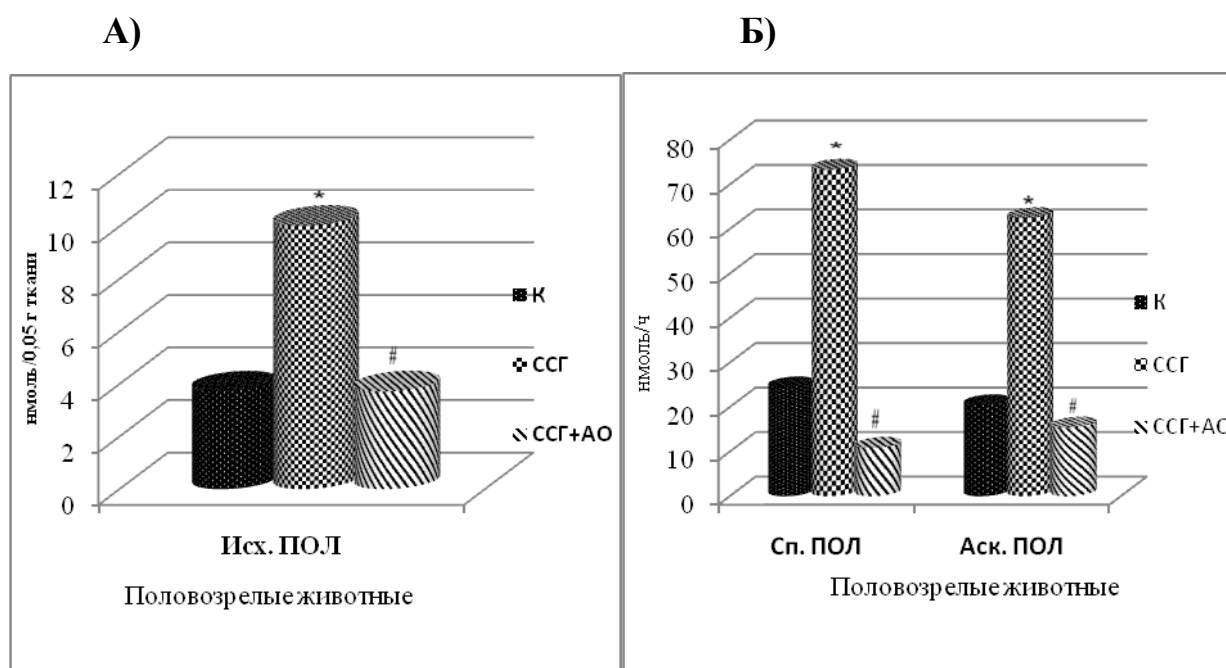 А)
12
10
8
6
4
2
0
нмоль/0,05 г ткани
*
#
К
ССГ
ССГ+АО
Исх. ПОЛ
Половозрелые животные
Б)
80
70
60
50
40
30
20
10
0
нмоль/ч
*
#
*
#
К
ССГ
ССГ+АО
Сп. ПОЛ
Аск. ПОЛ
Половозрелые животные